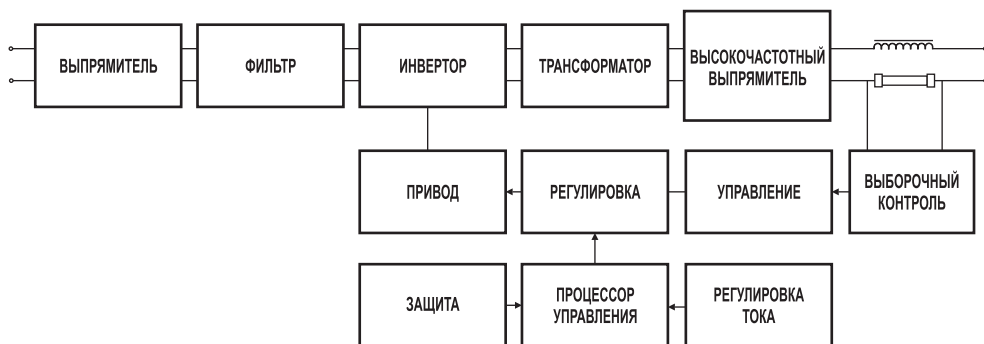 ВЫПРЯМИТЕЛЬ
ФИЛЬТР
ИНВЕРТОР
ТРАНСФОРМАТОР
ВЫСОКОЧАСТОТНЫЙ
ВЫПРЯМИТЕЛЬ
ПРИВОД
РЕГУЛИРОВКА
УПРАВЛЕНИЕ
ВЫБОРОЧНЫЙ
КОНТРОЛЬ
ЗАЩИТА
ПРОЦЕССОР
УПРАВЛЕНИЯ
РЕГУЛИРОВКА
ТОКА